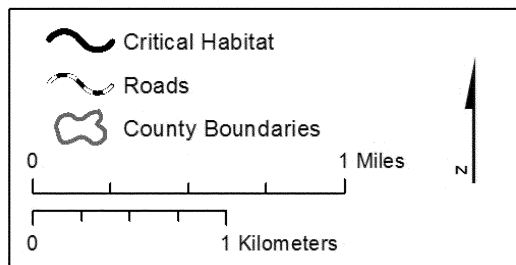 Critical Habitat
Roads
County Boundaries
0 1 Miles
0 1 Kilometers
N